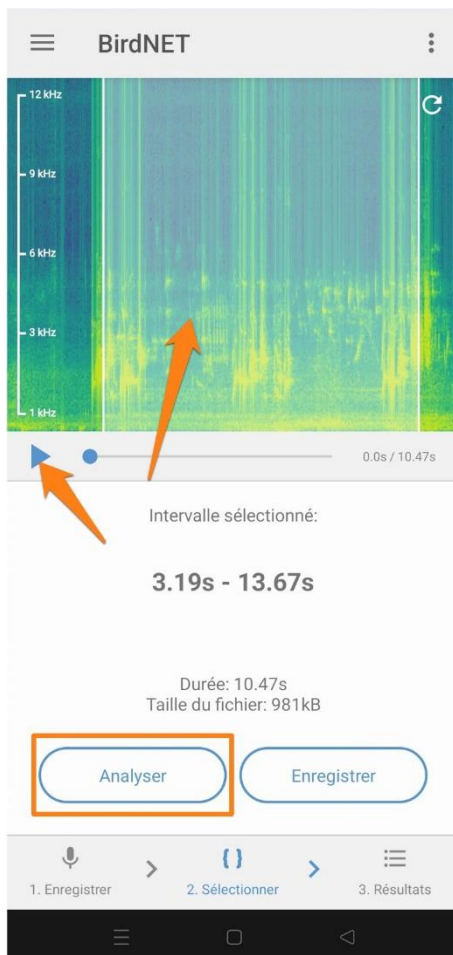 BirdNET
12 kHz
9 kHz
6 kHz
3 kHz
1 kHz
0.0s / 10.47s
Intervalle sélectionné:
3.19s - 13.67s
Durée: 10.47s
Taille du fichier: 981kB
Analyser
Enregistrer
1. Enregistrer
2. Sélectionner
3. Résultats